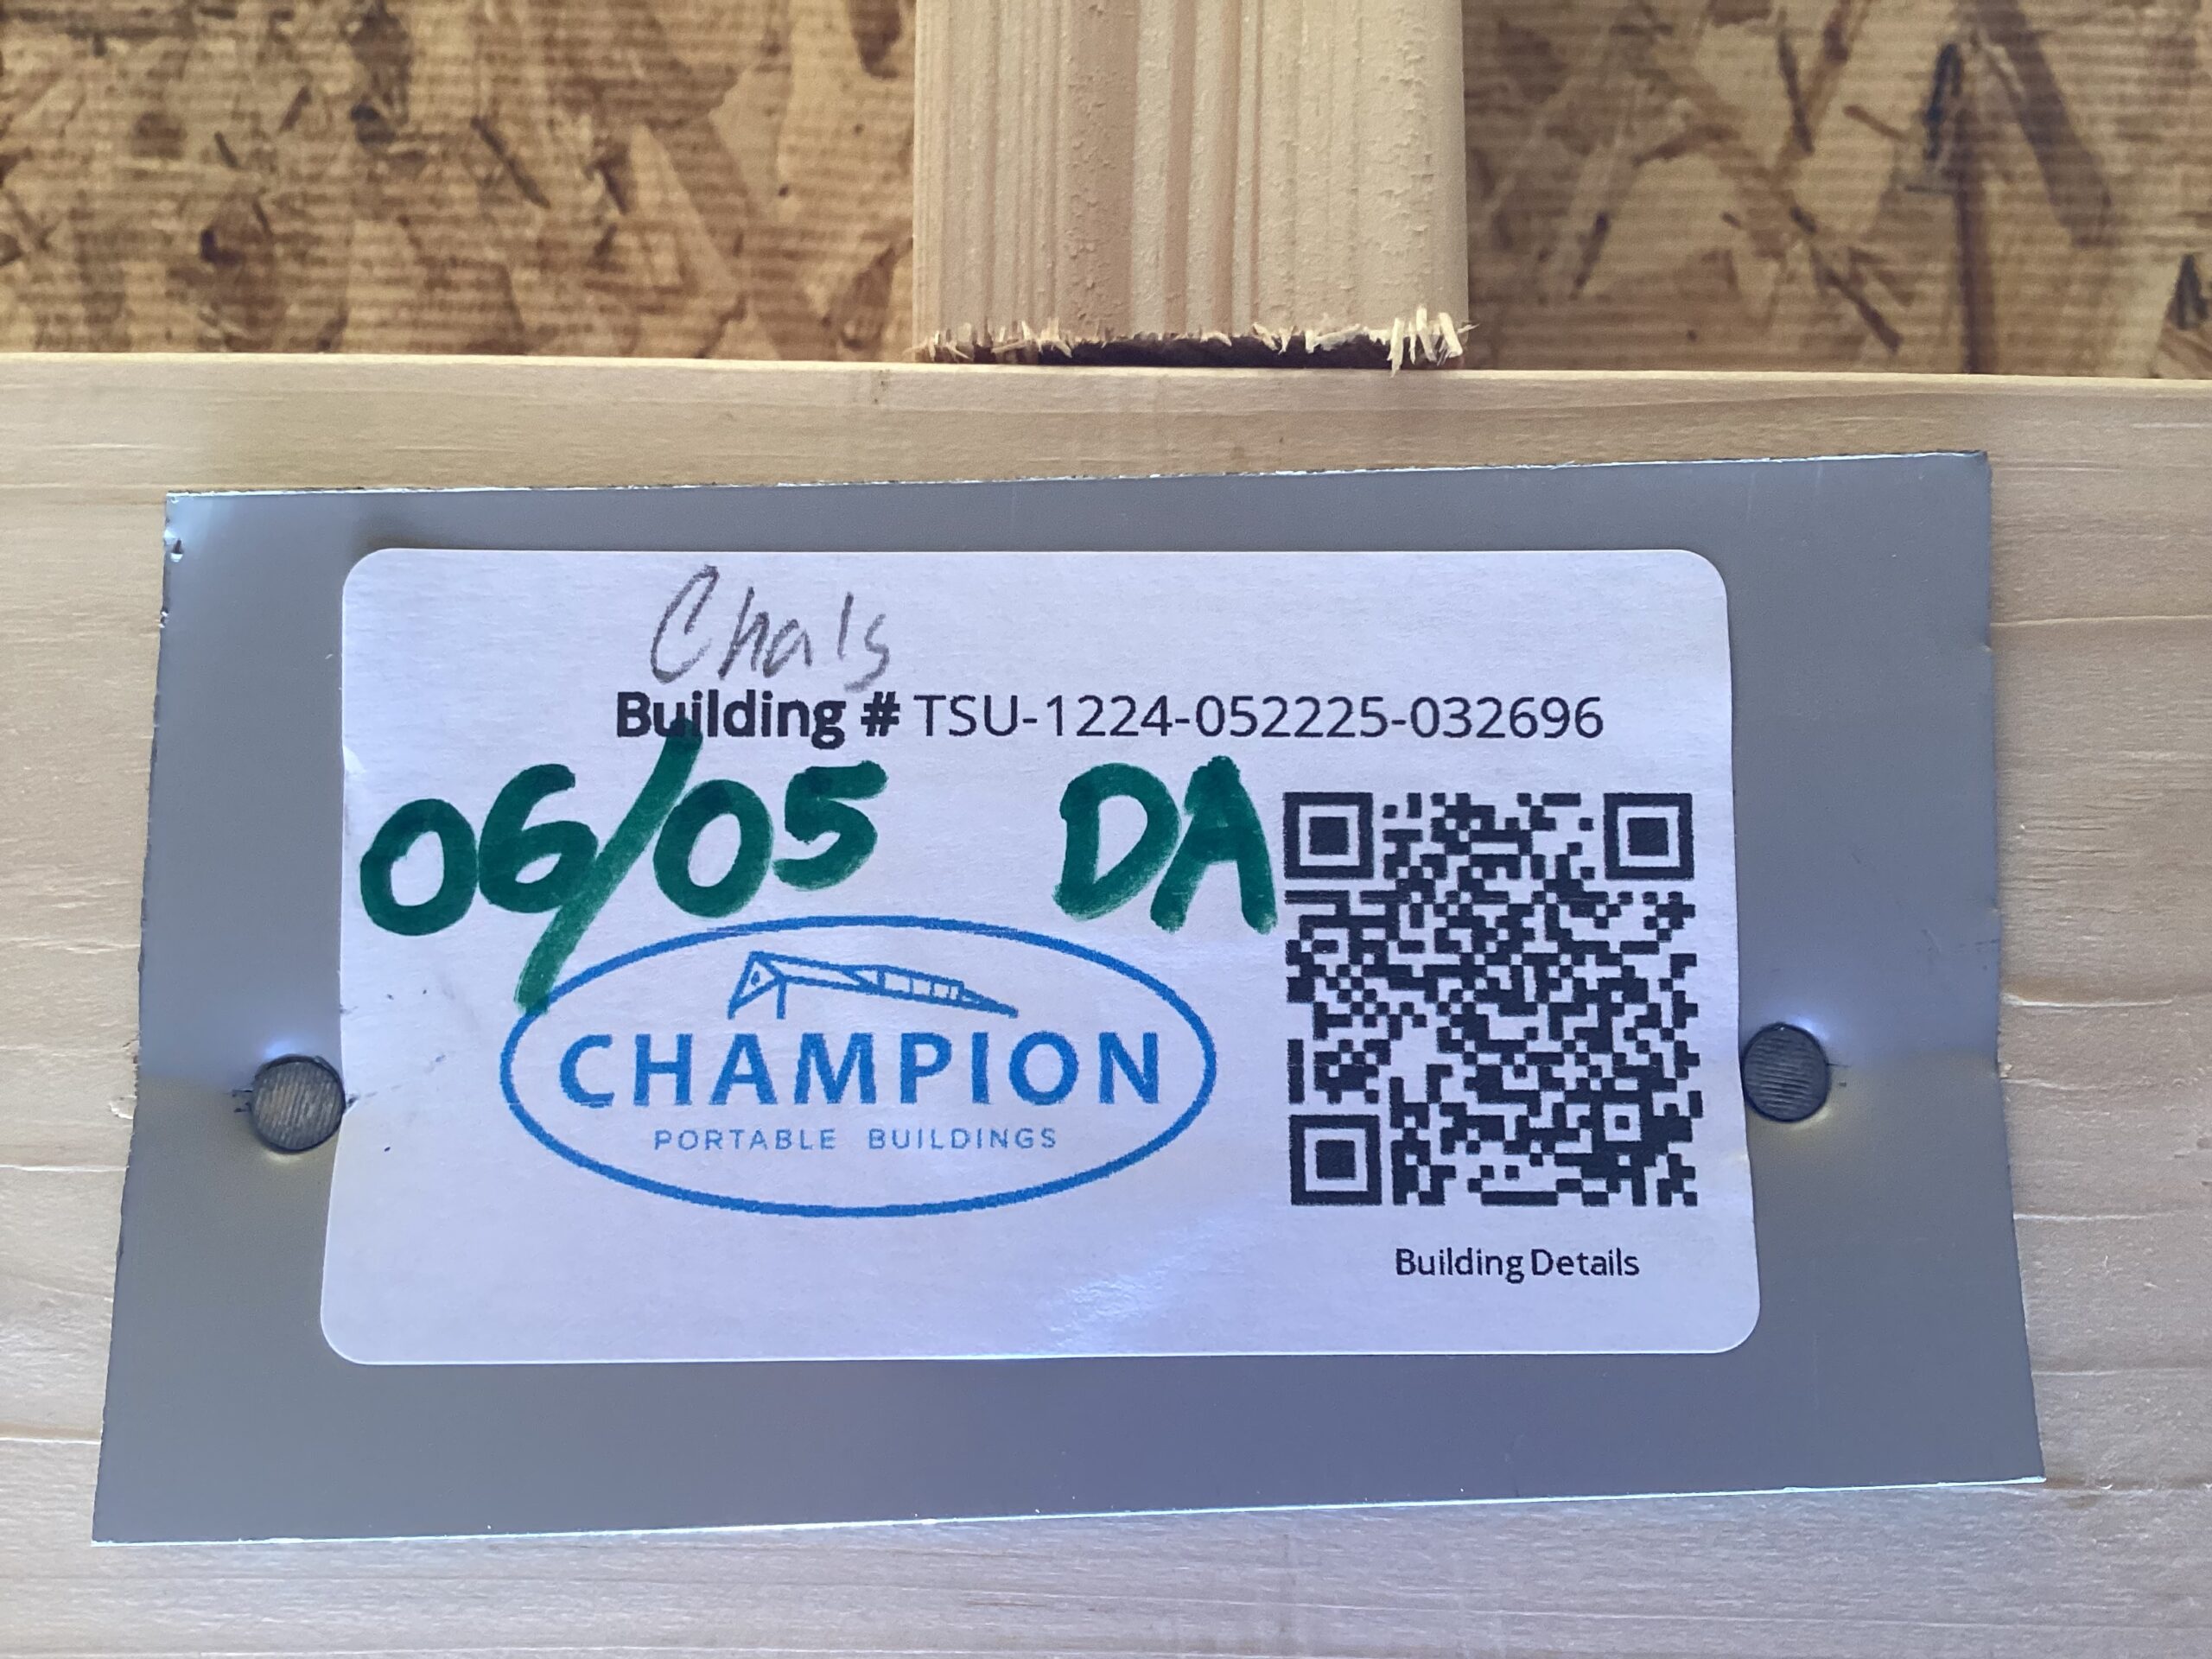 Chals
Building # TSU-1224-052225-032696
06/05 DA
CHAMPION
PORTABLE BUILDINGS
Building Details